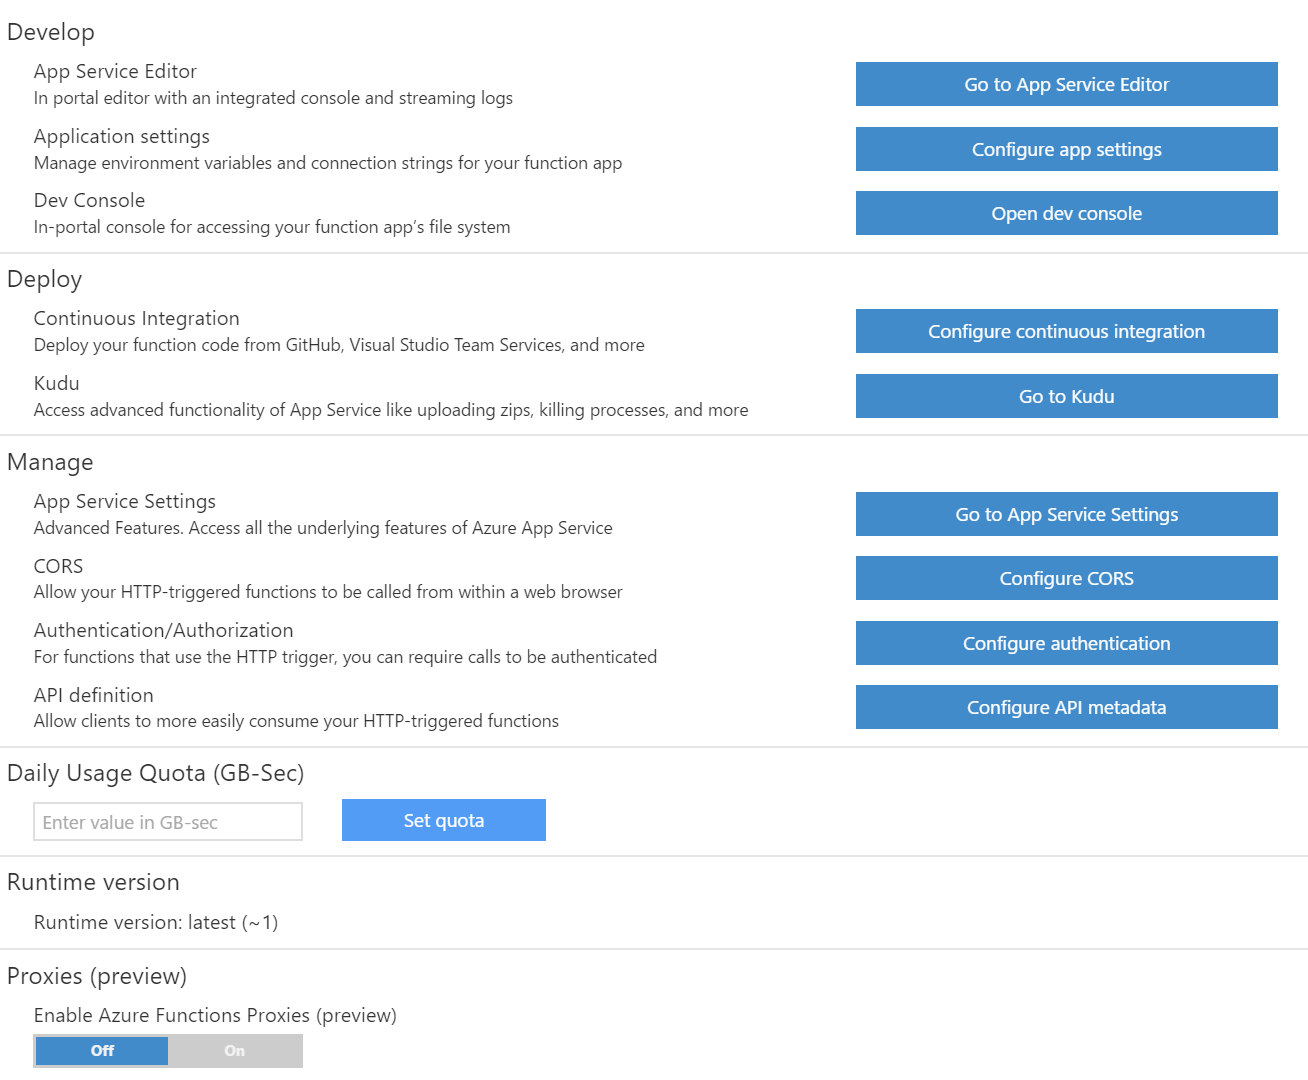 Develop
App Service Editor
In portal editor with an integrated console and streaming logs
Go to App Service Editor
Application settings
Manage environment variables and connection strings for your function app
Configure app settings
Dev Console
In-portal console for accessing your function app’s file system
Open dev console
Deploy
Continuous Integration
Deploy your function code from GitHub, Visual Studio Team Services, and more
Configure continuous integration
Kudu
Access advanced functionality of App Service like uploading zips, killing processes, and more
Go to Kudu
Manage
App Service Settings
Advanced Features. Access all the underlying features of Azure App Service
Go to App Service Settings
CORS
Allow your HTTP-triggered functions to be called from within a web browser
Configure CORS
Authentication/Authorization
For functions that use the HTTP trigger, you can require calls to be authenticated
Configure authentication
API definition
Allow clients to more easily consume your HTTP-triggered functions
Configure API metadata
Daily Usage Quota (GB-Sec)
Enter value in GB-sec
Set quota
Runtime version
Runtime version: latest (~1)
Proxies (preview)
Enable Azure Functions Proxies (preview)
Off
On